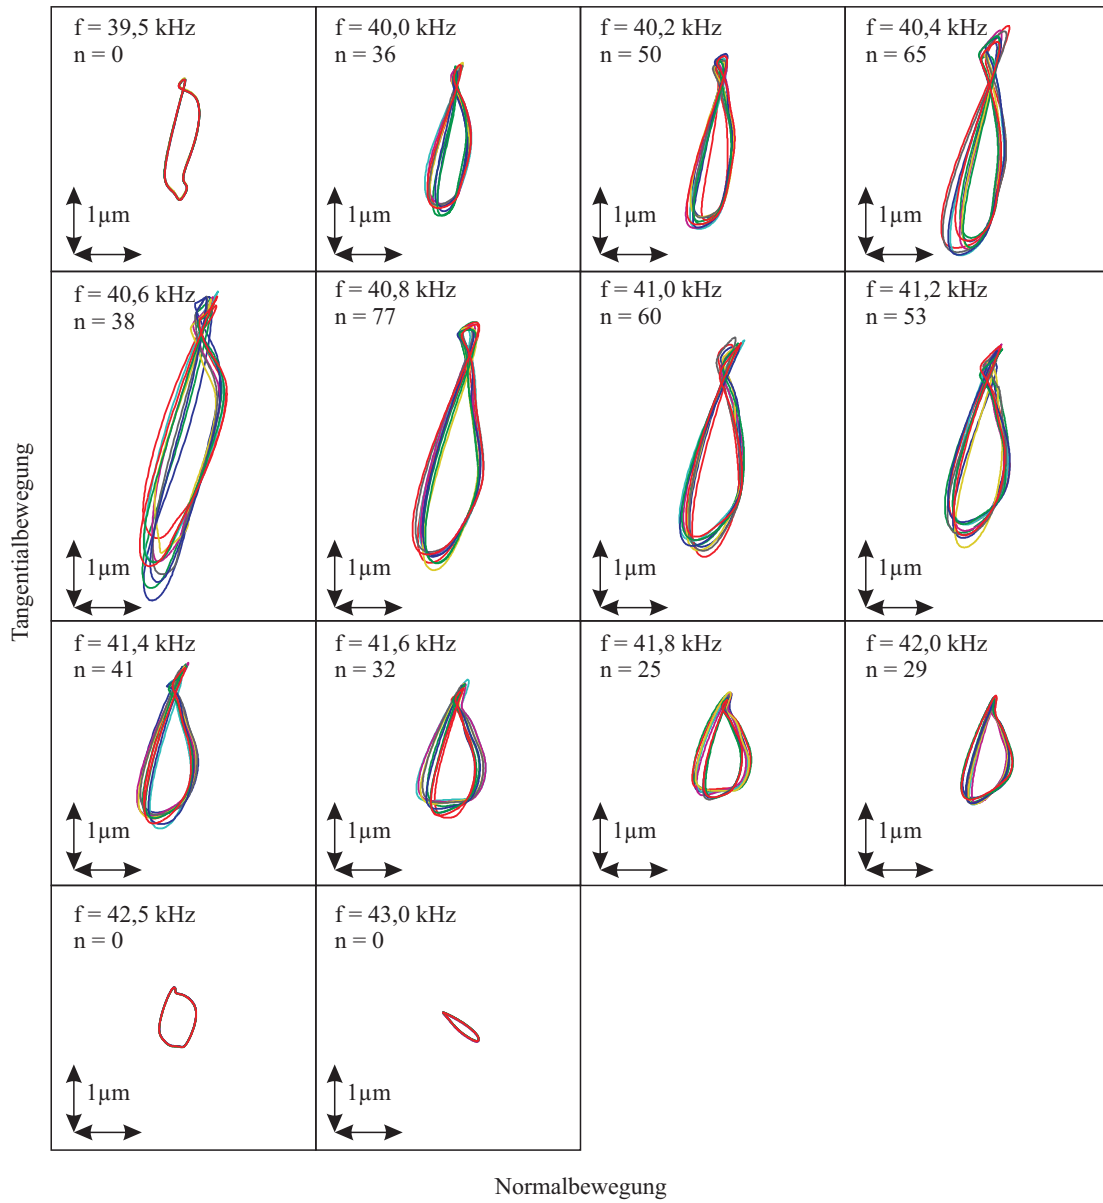 f = 39,5 kHz
n = 0
1µm
f = 40,0 kHz
n = 36
1µm
f = 40,2 kHz
n = 50
1µm
f = 40,4 kHz
n = 65
1µm
f = 40,6 kHz
n = 38
1µm
f = 40,8 kHz
n = 77
1µm
f = 41,0 kHz
n = 60
1µm
f = 41,2 kHz
n = 53
1µm
f = 41,4 kHz
n = 41
1µm
f = 41,6 kHz
n = 32
1µm
f = 41,8 kHz
n = 25
1µm
f = 42,0 kHz
n = 29
1µm
f = 42,5 kHz
n = 0
1µm
f = 43,0 kHz
n = 0
1µm
Tangentialbewegung
Normalbewegung